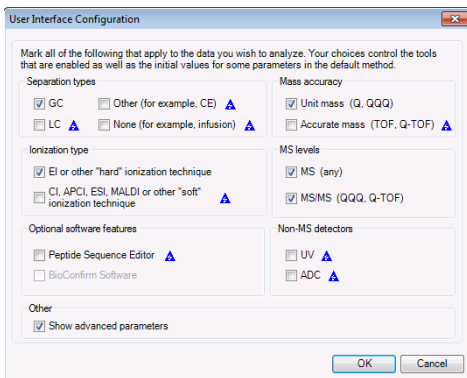 User Interface Configuration
Mark all of the following that apply to the data you wish to analyze. Your choices control the tools
that are enabled as well as the initial values for some parameters in the default method.
Separation types
GC
Other (for example, CE)
LC
None (for example, infusion)
Mass accuracy
Unit mass (Q, QQQ)
Accurate mass (TOF, Q-TOF)
Ionization type
EI or other "hard" ionization technique
CI, APCI, ESI, MALDI or other "soft"
ionization technique
MS levels
MS (any)
MS/MS (QQQ, Q-TOF)
Optional software features
Peptide Sequence Editor
BioConfirm Software
Non-MS detectors
UV
ADC
Other
Show advanced parameters
OK
Cancel